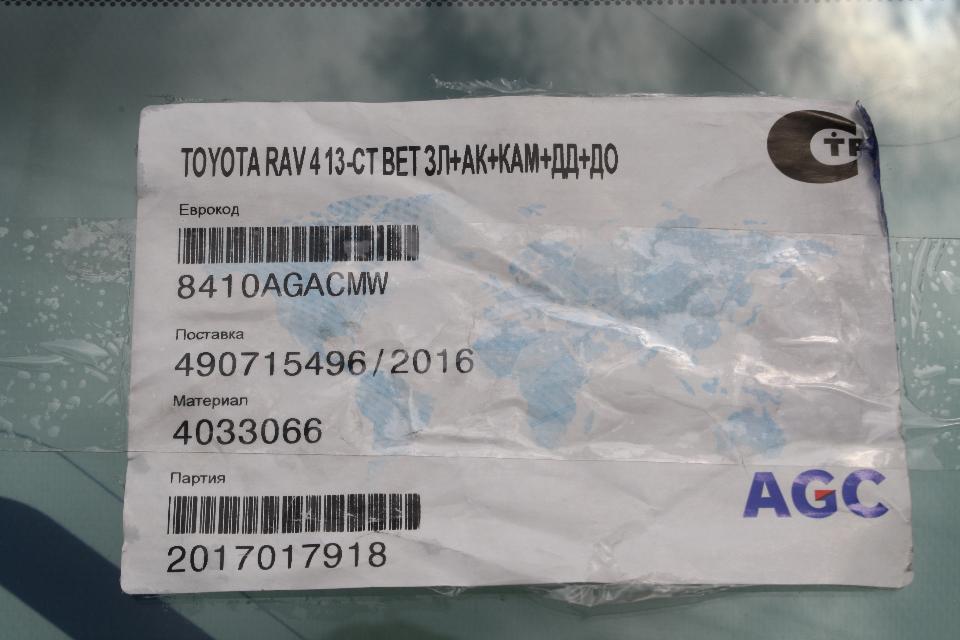 TOYOTA RAV 4 13-СТ ВЕТ ЗЛ+АК+КАМ+ДД+ДО
Еврокод
8410AGACMW
Поставка
490715496/2016
Материал
4033066
Партия
2017017918
AGC